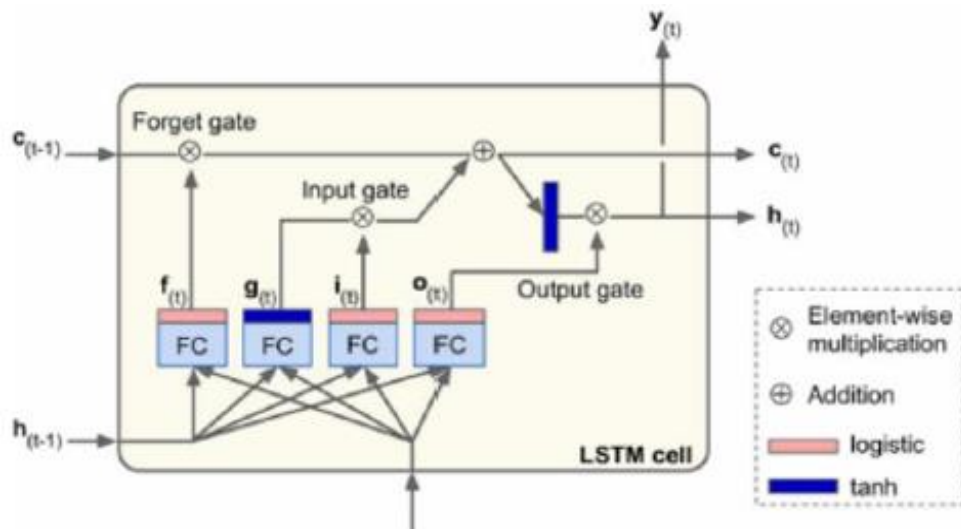 y(t)
Forget gate
c(t-1)
c(t)
Input gate
h(t)
f(t)
g(t)
i(t)
o(t)
Output gate
FC
FC
FC
FC
h(t-1)
LSTM cell
Element-wise
multiplication
Addition
logistic
tanh